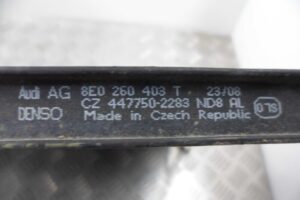 Audi AG 8E0 260 403 T 23/08
DENSO CZ 447750-2283 ND8 AL
Made in Czech Republic